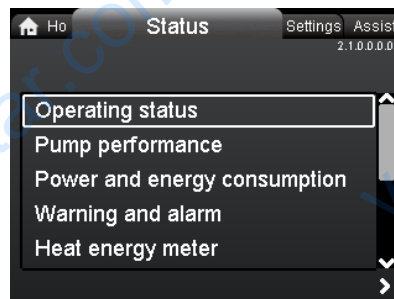 Ho Status Settings Assist
2.1.0.0.0.0
Operating status
Pump performance
Power and energy consumption
Warning and alarm
Heat energy meter